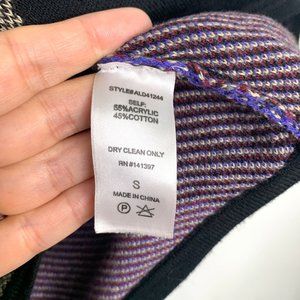 STYLE#ALD41244
SELF:
55%ACRYLIC
45%COTTON
DRY CLEAN ONLY
RN#141397
S
MADE IN CHINA
P